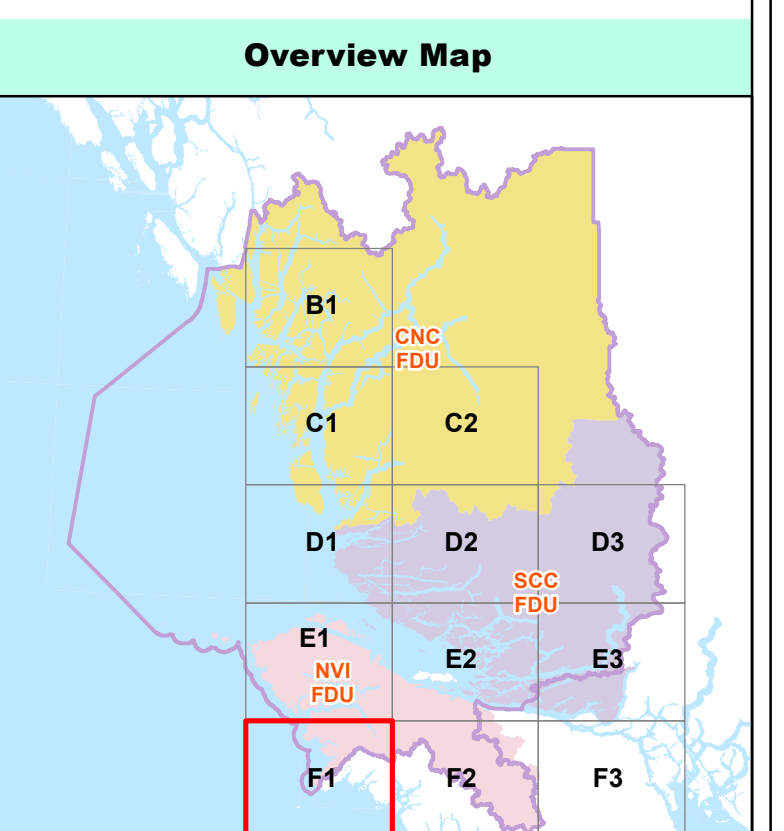 Overview Map
B1
CNC
FDU
C1
C2
D1
D2
D3
SCC
FDU
E1
E2
E3
NVI
FDU
F1
F2
F3